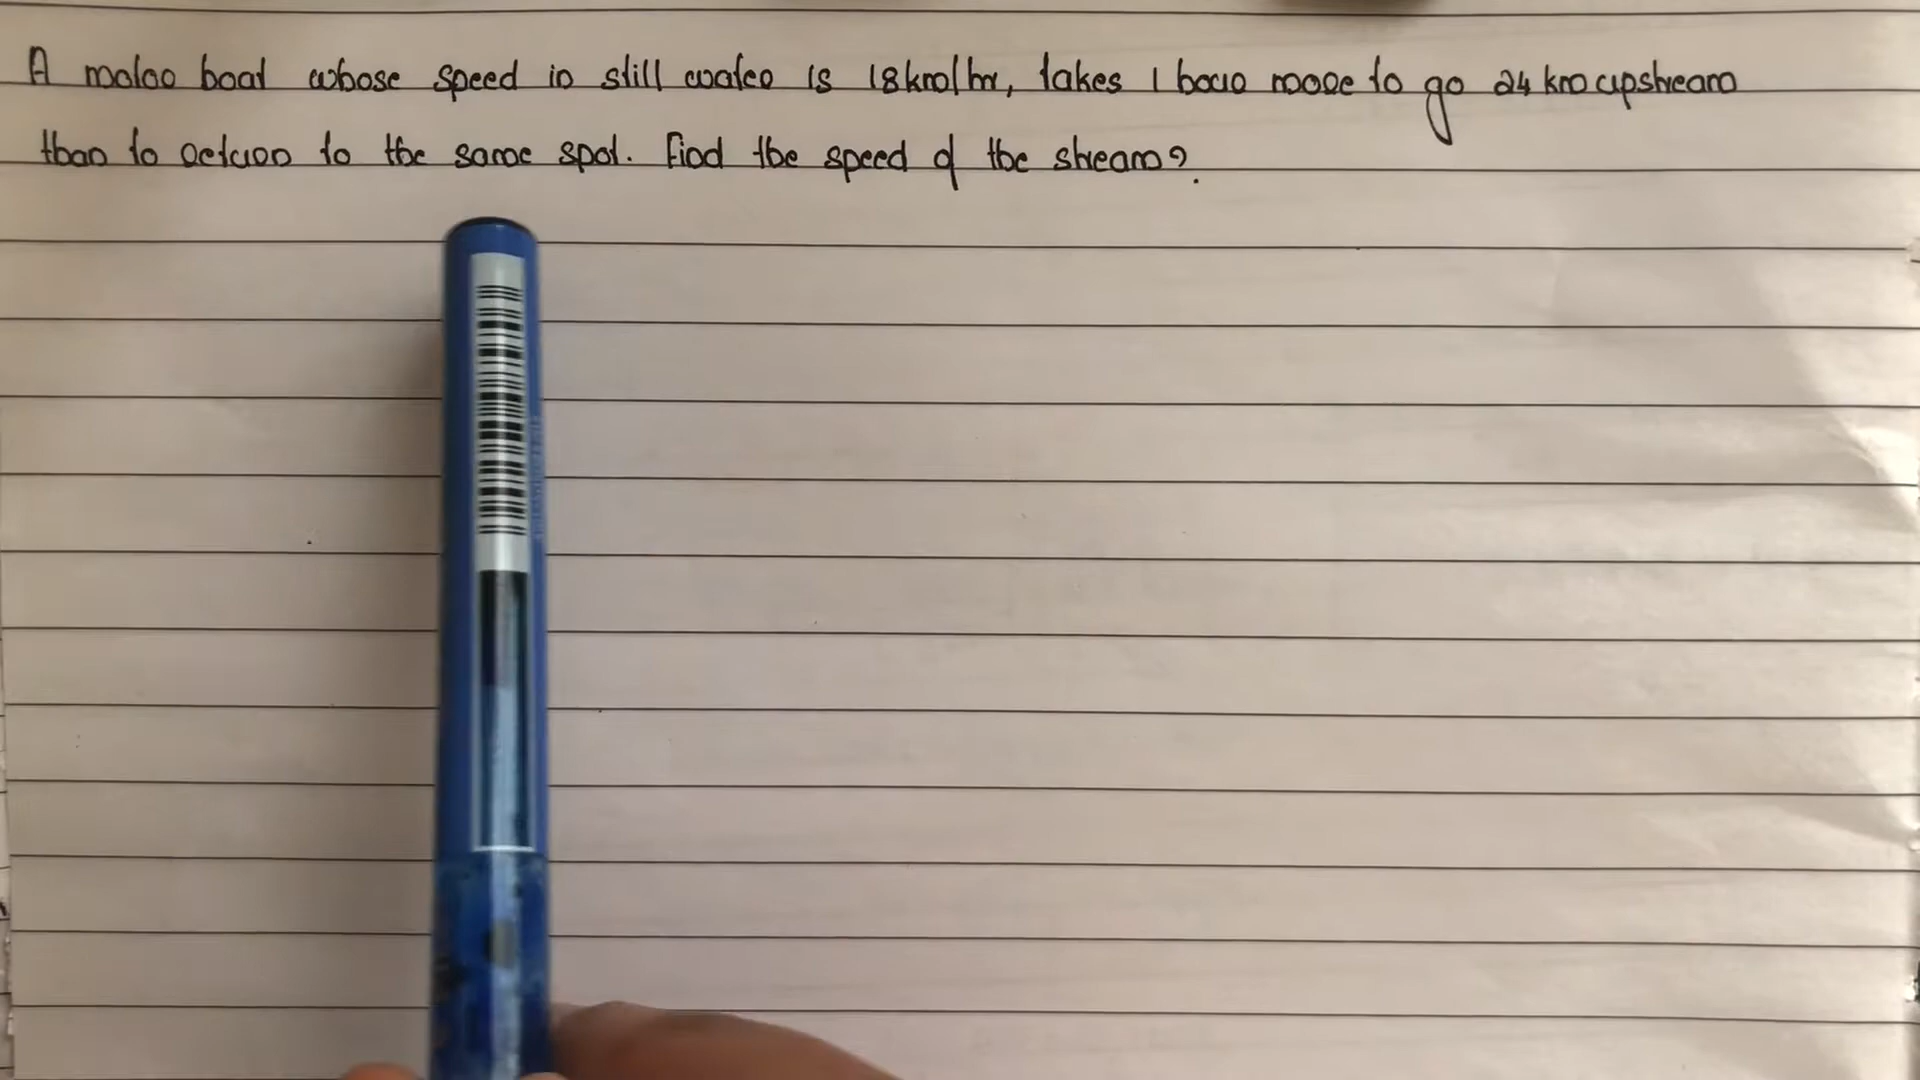 A motor boat whose speed in still water is 18km/hr, takes 1 hour more to go 24 km upstream
than to return to the same spot. Find the speed of the stream?